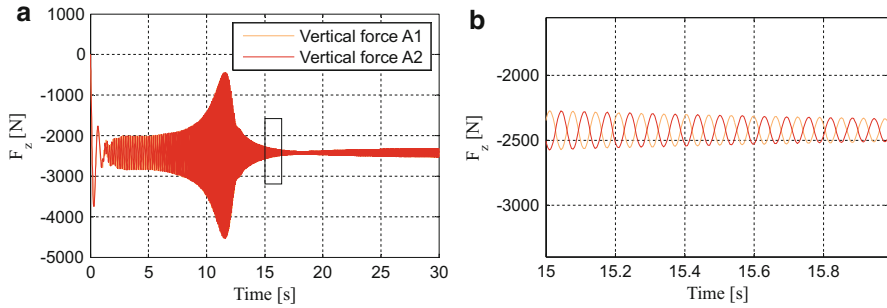 a
1000
0
-1000
-2000
-3000
-4000
-5000
F_z [N]
Vertical force A1
Vertical force A2
0
5
10
15
20
25
30
Time [s]
b
-2000
-2500
-3000
F_z [N]
15
15.2
15.4
15.6
15.8
Time [s]